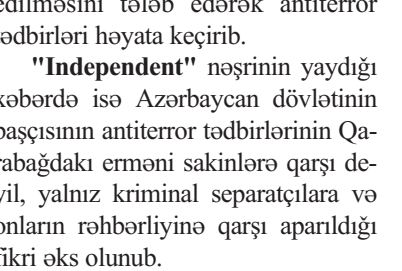 edilməsini tələb edərək antiterror
tədbirləri həyata keçirib.
"Independent" nəşrinin yaydığı
xəbərdə isə Azərbaycan dövlətinin
başçısının antiterror tədbirlərinin Qa-
rabağdakı erməni sakinlərə qarşı de-
yil, yalnız kriminal separatçılara və
onların rəhbərliyinə qarşı aparıldığı
fikri əks olunub.